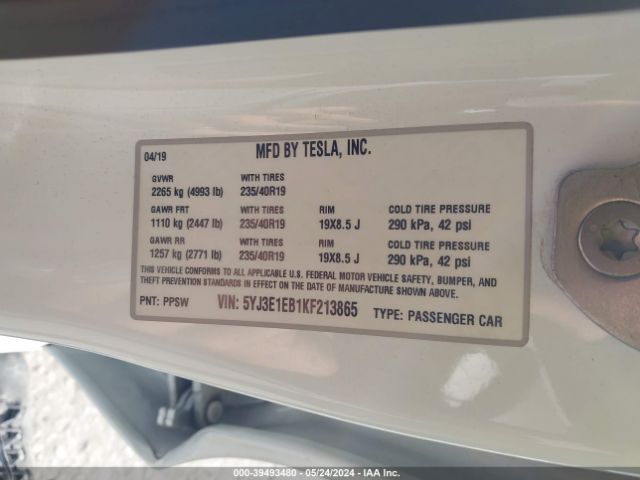 04/19 MFD BY TESLA, INC.
GVWR WITH TIRES
2265 kg (4993 lb) 235/40R19
GAWR FRT WITH TIRES RIM COLD TIRE PRESSURE
1110 kg (2447 lb) 235/40R19 19X8.5 J 290 kPa, 42 psi
GAWR RR WITH TIRES RIM COLD TIRE PRESSURE
1257 kg (2771 lb) 235/40R19 19X8.5 J 290 kPa, 42 psi
THIS VEHICLE CONFORMS TO ALL APPLICABLE U.S. FEDERAL MOTOR VEHICLE SAFETY, BUMPER, AND
THEFT PREVENTION STANDARDS IN EFFECT ON THE DATE OF MANUFACTURE SHOWN ABOVE.
PNT: PPSW VIN: 5YJ3E1EB1KF213865 TYPE: PASSENGER CAR
000-39493480 - 05/24/2024 - IAA Inc.